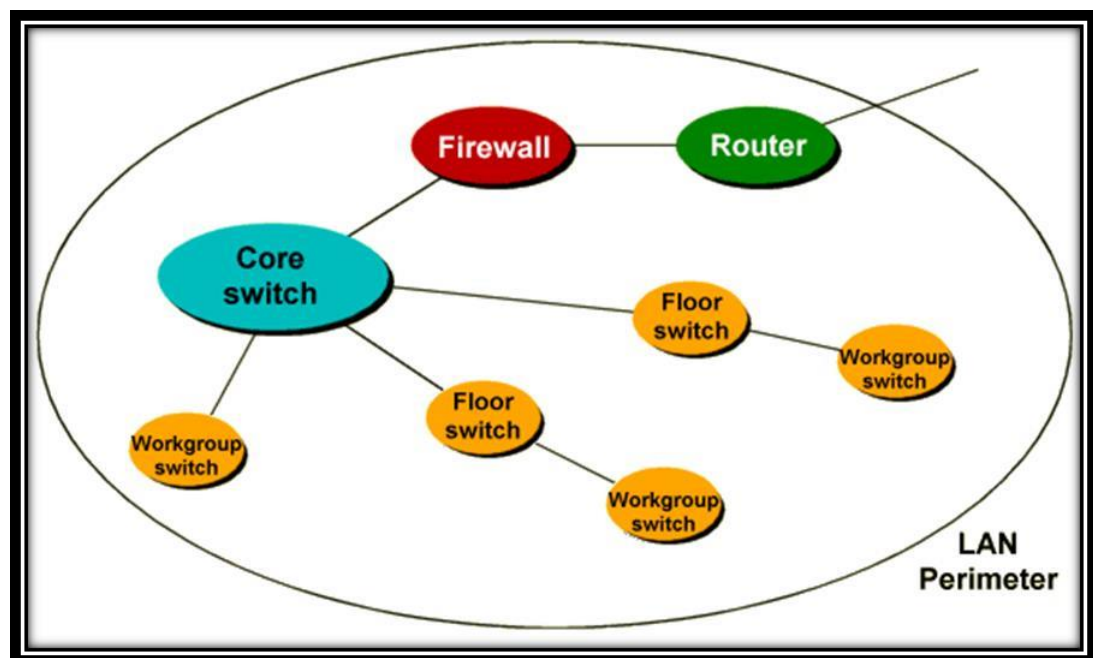 Firewall
Router
Core
switch
Floor
switch
Workgroup
switch
Floor
switch
Workgroup
switch
Workgroup
switch
LAN
Perimeter